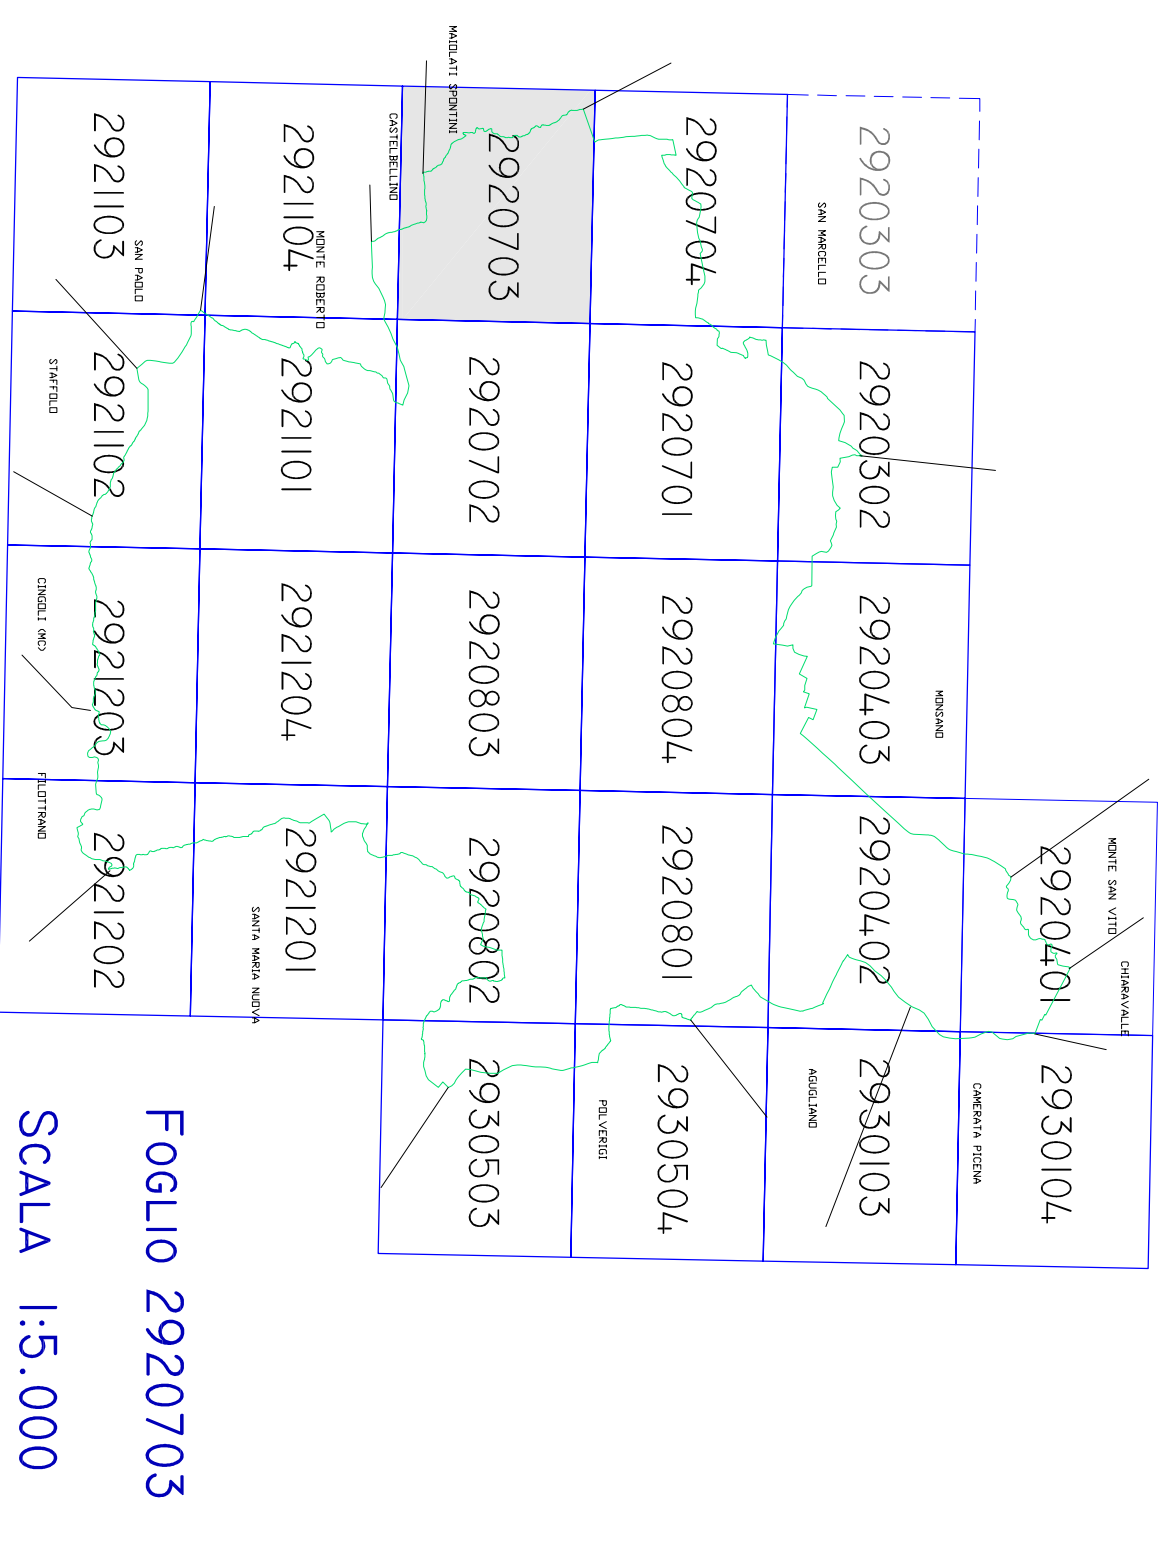 CHIARAVALLE
MONTE SAN VITO
2920401
2930104
CAMERATA PICENA
MONSANO
2920303
2920302
2920403
2920402
2930103
SAN MARCELLO
AGUGLIANO
2920704
2920701
2920804
2920801
2930504
POLVERIGI
2920703
2920702
2920803
2920802
2930503
MAIOLATI SPONTINI
CASTELBELLINO
MONTE ROBERTO
2921104
2921101
2921204
2921201
SANTA MARIA NUOVA
SAN PAOLO
2921103
2921102
2921203
2921202
STAFFOLO
CINGOLI (MC)
FILOTTRANO
FOGLIO 2920703
SCALA 1:5.000